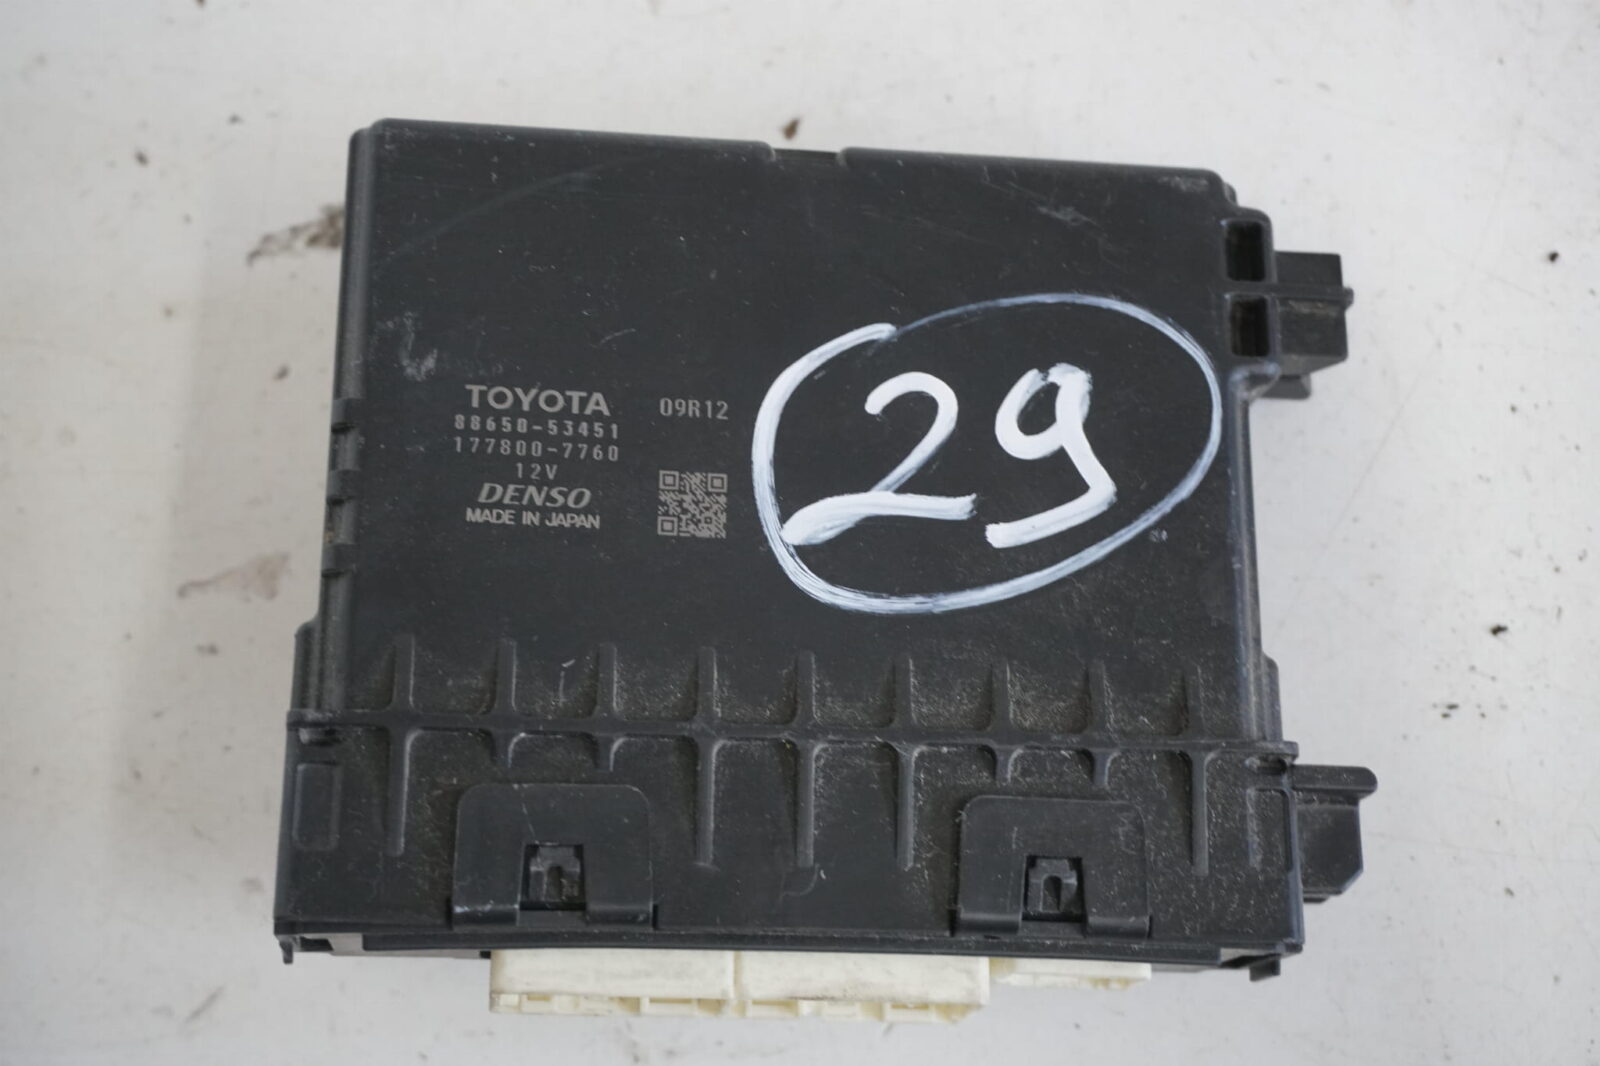 TOYOTA 09R12
88650-53451
177800-7760
12V
DENSO
MADE IN JAPAN
29